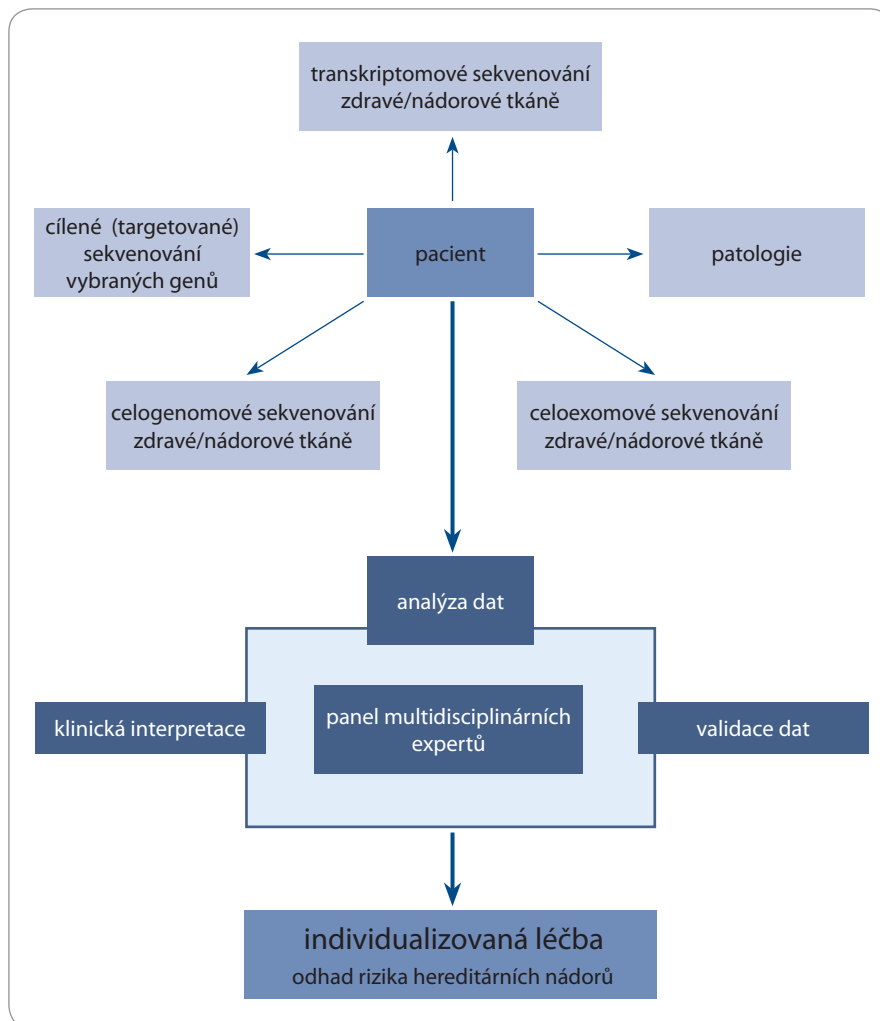 transkriptomové sekvenování
zdravé/nádorové tkáně
cílené (targetované)
sekvenování
vybraných genů
pacient
patologie
celogenomové sekvenování
zdravé/nádorové tkáně
celoexomové sekvenování
zdravé/nádorové tkáně
analýza dat
klinická interpretace
panel multidisciplinárních
expertů
validace dat
individualizovaná léčba
odhad rizika hereditárních nádorů